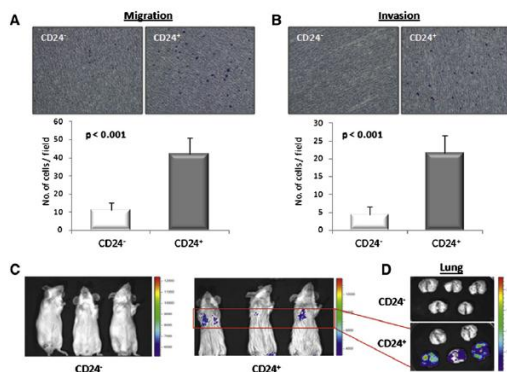 A
Migration
CD24-
CD24+
No. of cells/ field
60
50
40
30
20
10
0
p < 0.001
CD24-
CD24+
B
Invasion
CD24-
CD24+
No. of cells / field
30
25
20
15
10
5
0
p < 0.001
CD24-
CD24+
C
CD24-
CD24+
D
Lung
CD24-
CD24+